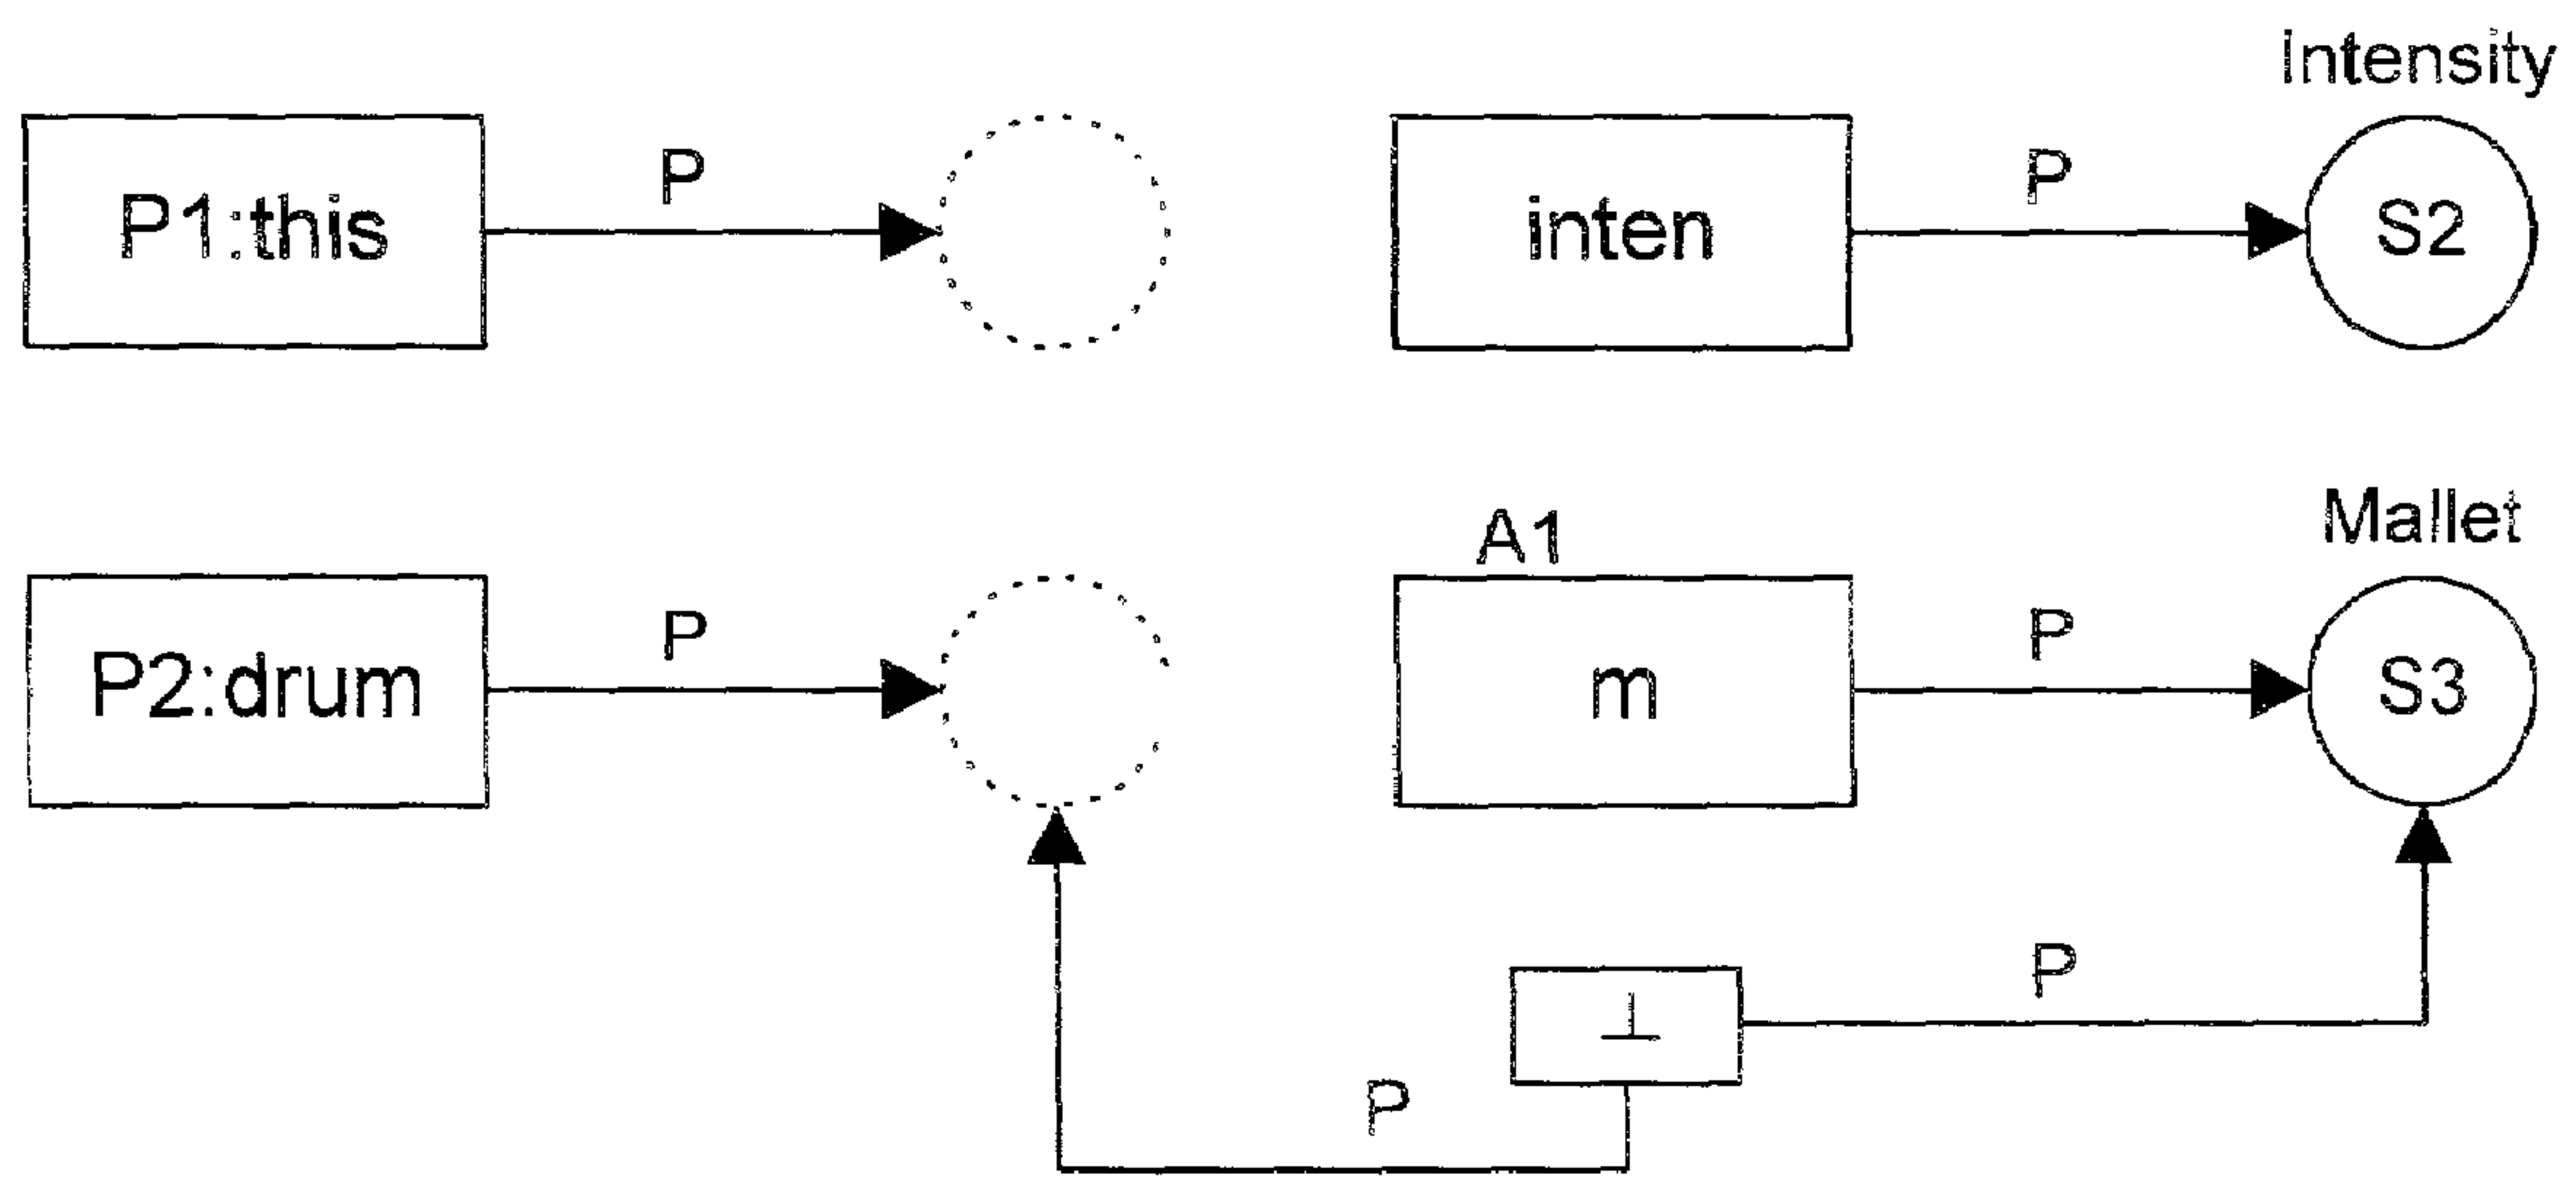 Intensity
P1:this
P
inten
P
S2
A1
Mallet
P2:drum
P
m
P
S3
⊥
P
P